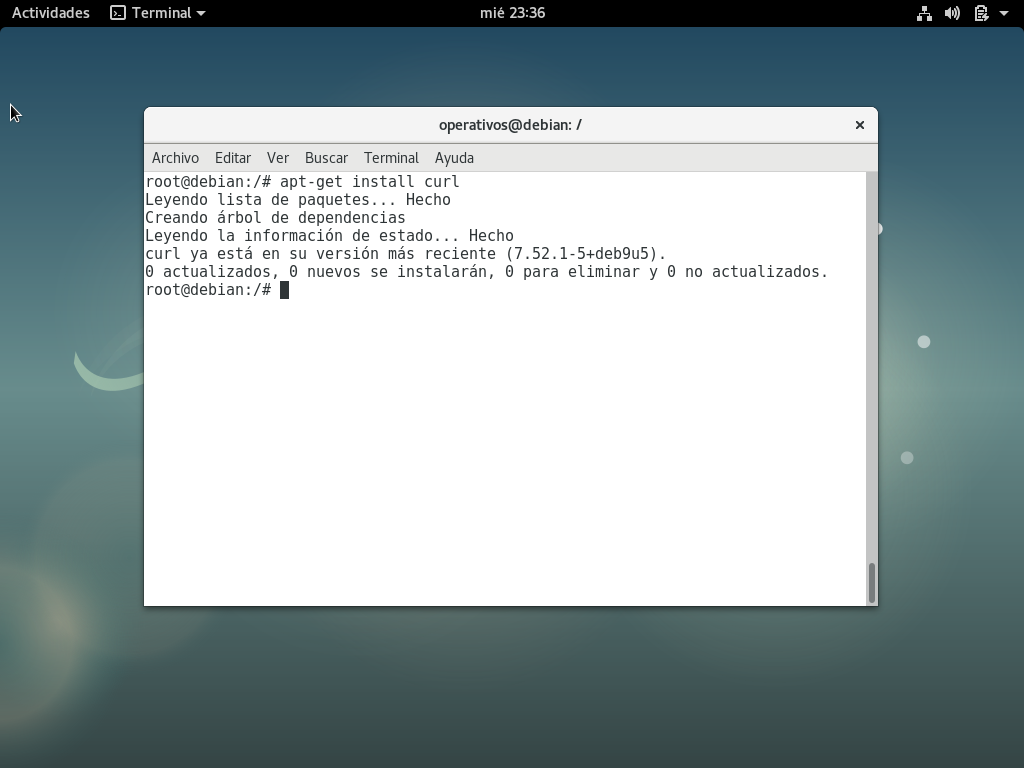 Actividades Terminal mié 23:36
operativos@debian: /
Archivo Editar Ver Buscar Terminal Ayuda
root@debian:/# apt-get install curl
Leyendo lista de paquetes... Hecho
Creando árbol de dependencias
Leyendo la información de estado... Hecho
curl ya está en su versión más reciente (7.52.1-5+deb9u5).
0 actualizados, 0 nuevos se instalarán, 0 para eliminar y 0 no actualizados.
root@debian:/#